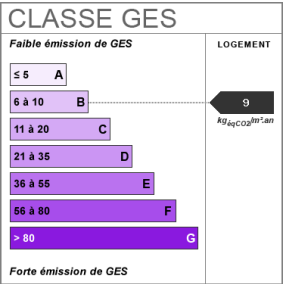 CLASSE GES
Faible émission de GES
LOGEMENT
≤ 5 A
6 à 10 B
9
kgéqCO2/m².an
11 à 20 C
21 à 35 D
36 à 55 E
56 à 80 F
> 80 G
Forte émission de GES